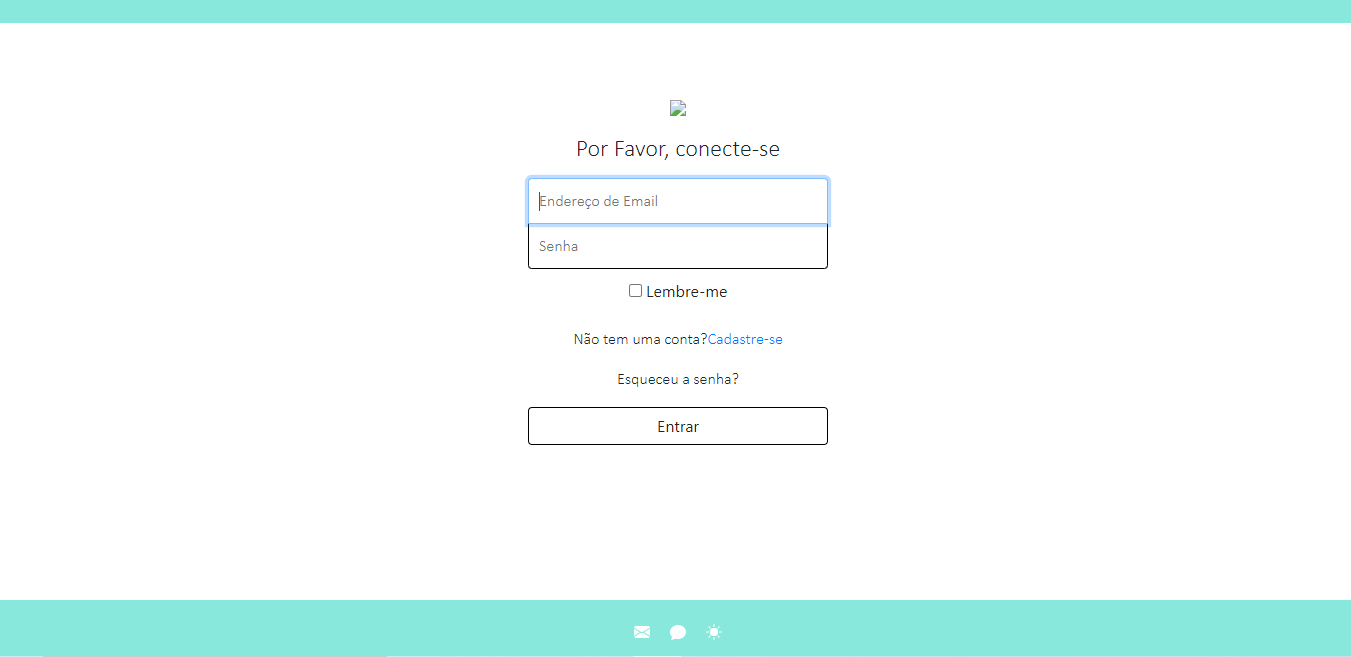 Por Favor, conecte-se
Endereço de Email
Senha
Lembre-me
Não tem uma conta?Cadastre-se
Esqueceu a senha?
Entrar